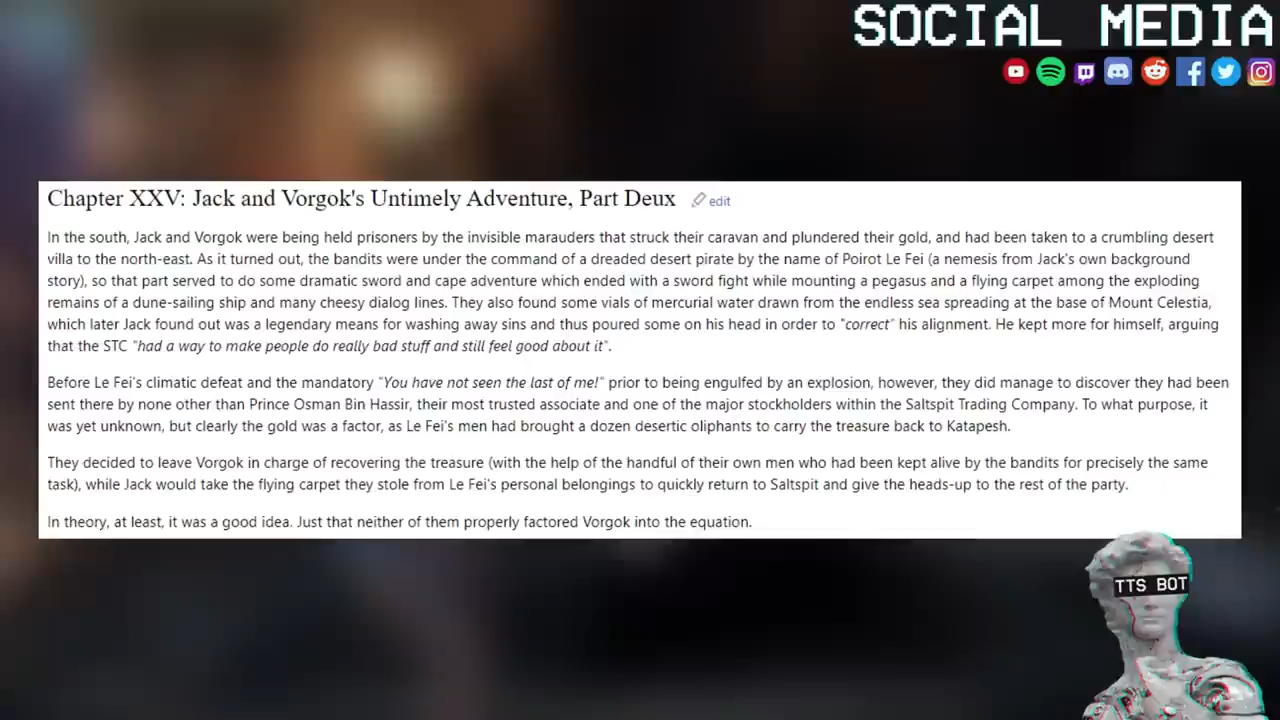 SOCIAL MEDIA
Chapter XXV: Jack and Vorgok's Untimely Adventure, Part Deux edit
In the south, Jack and Vorgok were being held prisoners by the invisible marauders that struck their caravan and plundered their gold, and had been taken to a crumbling desert
villa to the north-east. As it turned out, the bandits were under the command of a dreaded desert pirate by the name of Poirot Le Fei (a nemesis from Jack's own background
story), so that part served to do some dramatic sword and cape adventure which ended with a sword fight while mounting a pegasus and a flying carpet among the exploding
remains of a dune-sailing ship and many cheesy dialog lines. They also found some vials of mercurial water drawn from the endless sea spreading at the base of Mount Celestia,
which later Jack found out was a legendary means for washing away sins and thus poured some on his head in order to "correct" his alignment. He kept more for himself, arguing
that the STC "had a way to make people do really bad stuff and still feel good about it".
Before Le Fei's climatic defeat and the mandatory "You have not seen the last of me!" prior to being engulfed by an explosion, however, they did manage to discover they had been
sent there by none other than Prince Osman Bin Hassir, their most trusted associate and one of the major stockholders within the Saltspit Trading Company. To what purpose, it
was yet unknown, but clearly the gold was a factor, as Le Fei's men had brought a dozen desertic oliphants to carry the treasure back to Katapesh.
They decided to leave Vorgok in charge of recovering the treasure (with the help of the handful of their own men who had been kept alive by the bandits for precisely the same
task), while Jack would take the flying carpet they stole from Le Fei's personal belongings to quickly return to Saltspit and give the heads-up to the rest of the party.
In theory, at least, it was a good idea. Just that neither of them properly factored Vorgok into the equation.
TTS BOT